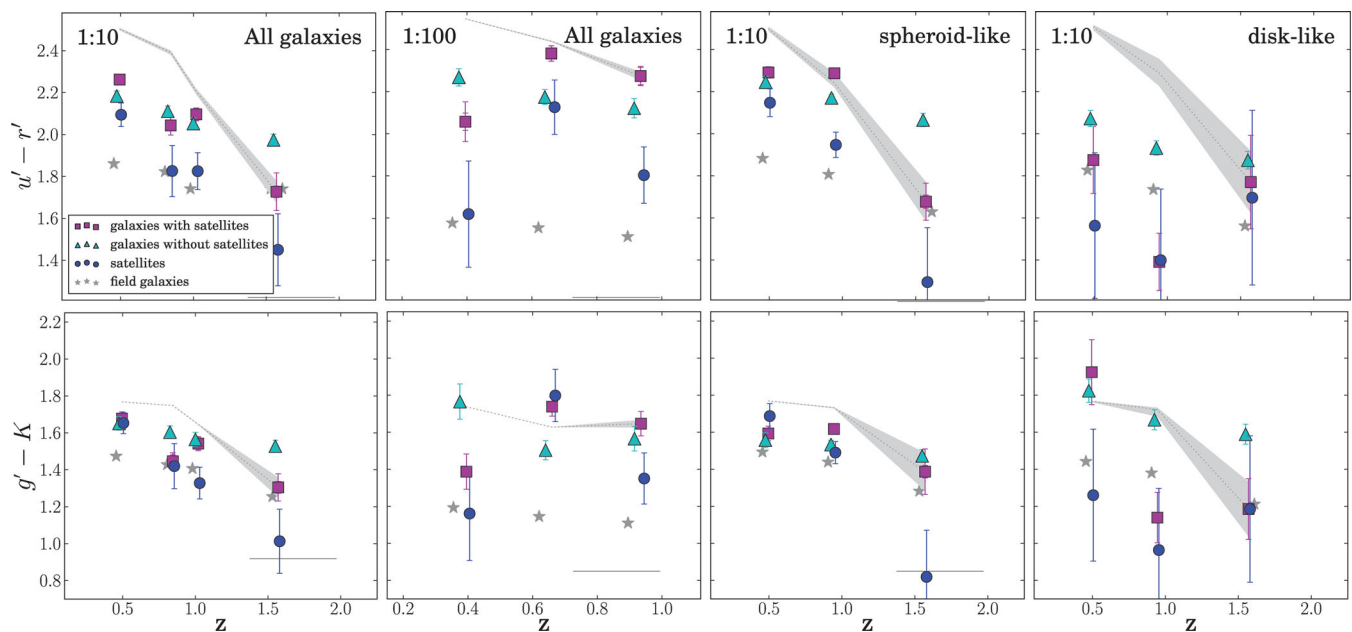 1:10 All galaxies
1:100 All galaxies
1:10 spheroid-like
1:10 disk-like
u′ − r′
2.4
2.2
2.0
1.8
1.6
1.4
galaxies with satellites
galaxies without satellites
satellites
field galaxies
g′ − K
2.2
2.0
1.8
1.6
1.4
1.2
1.0
0.8
0.5 1.0 1.5 2.0
0.2 0.4 0.6 0.8 1.0
0.5 1.0 1.5 2.0
0.5 1.0 1.5 2.0
z z z z